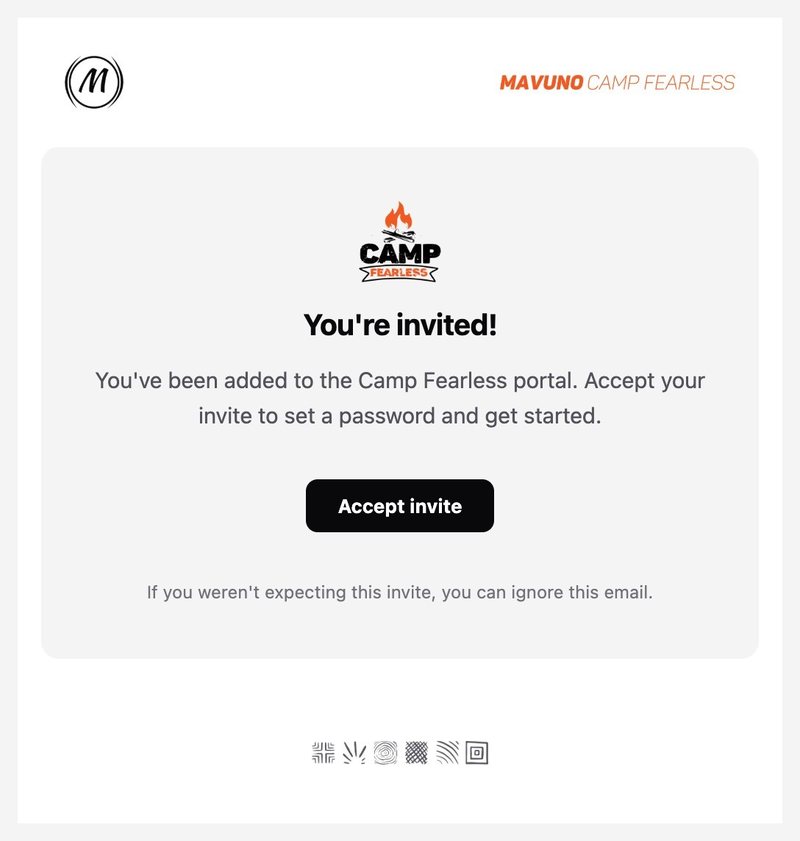 M
MAVUNO CAMP FEARLESS
CAMP
FEARLESS
You're invited!
You've been added to the Camp Fearless portal. Accept your
invite to set a password and get started.
Accept invite
If you weren't expecting this invite, you can ignore this email.